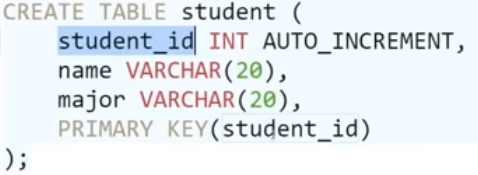 CREATE TABLE student (
student_id INT AUTO_INCREMENT,
name VARCHAR(20),
major VARCHAR(20),
PRIMARY KEY(student_id)
);